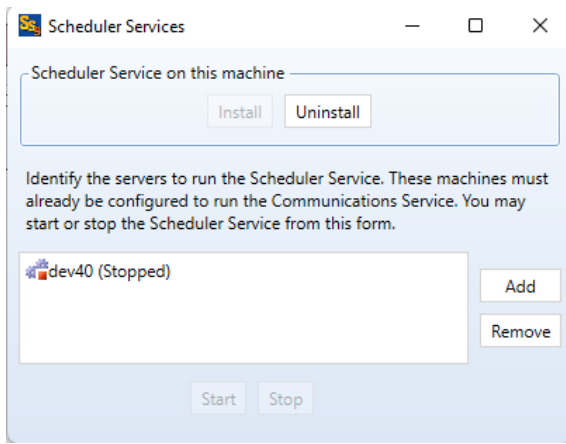 Scheduler Services
Scheduler Service on this machine
Install Uninstall
Identify the servers to run the Scheduler Service. These machines must
already be configured to run the Communications Service. You may
start or stop the Scheduler Service from this form.
dev40 (Stopped)
Add
Remove
Start Stop